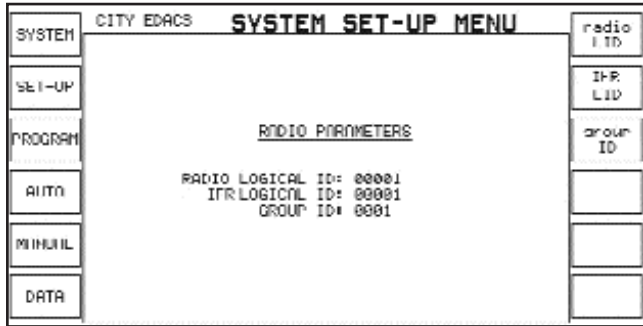 CITY EDACS
SYSTEM SET-UP MENU
SYSTEM
SET-UP
PROGRAM
AUTO
MANUAL
DATA
RADIO PARAMETERS
RADIO LOGICAL ID: 00001
IFR LOGICAL ID: 00001
GROUP ID: 0001
radio
LID
IFR
LID
group
ID